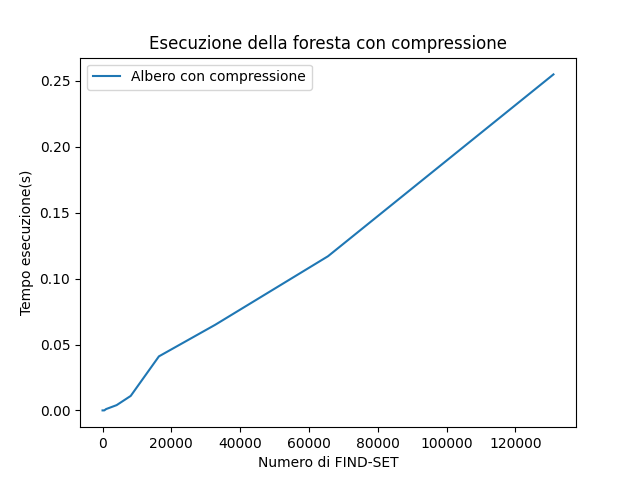 Esecuzione della foresta con compressione
Albero con compressione
Tempo esecuzione(s)
0.25
0.20
0.15
0.10
0.05
0.00
0 20000 40000 60000 80000 100000 120000
Numero di FIND-SET